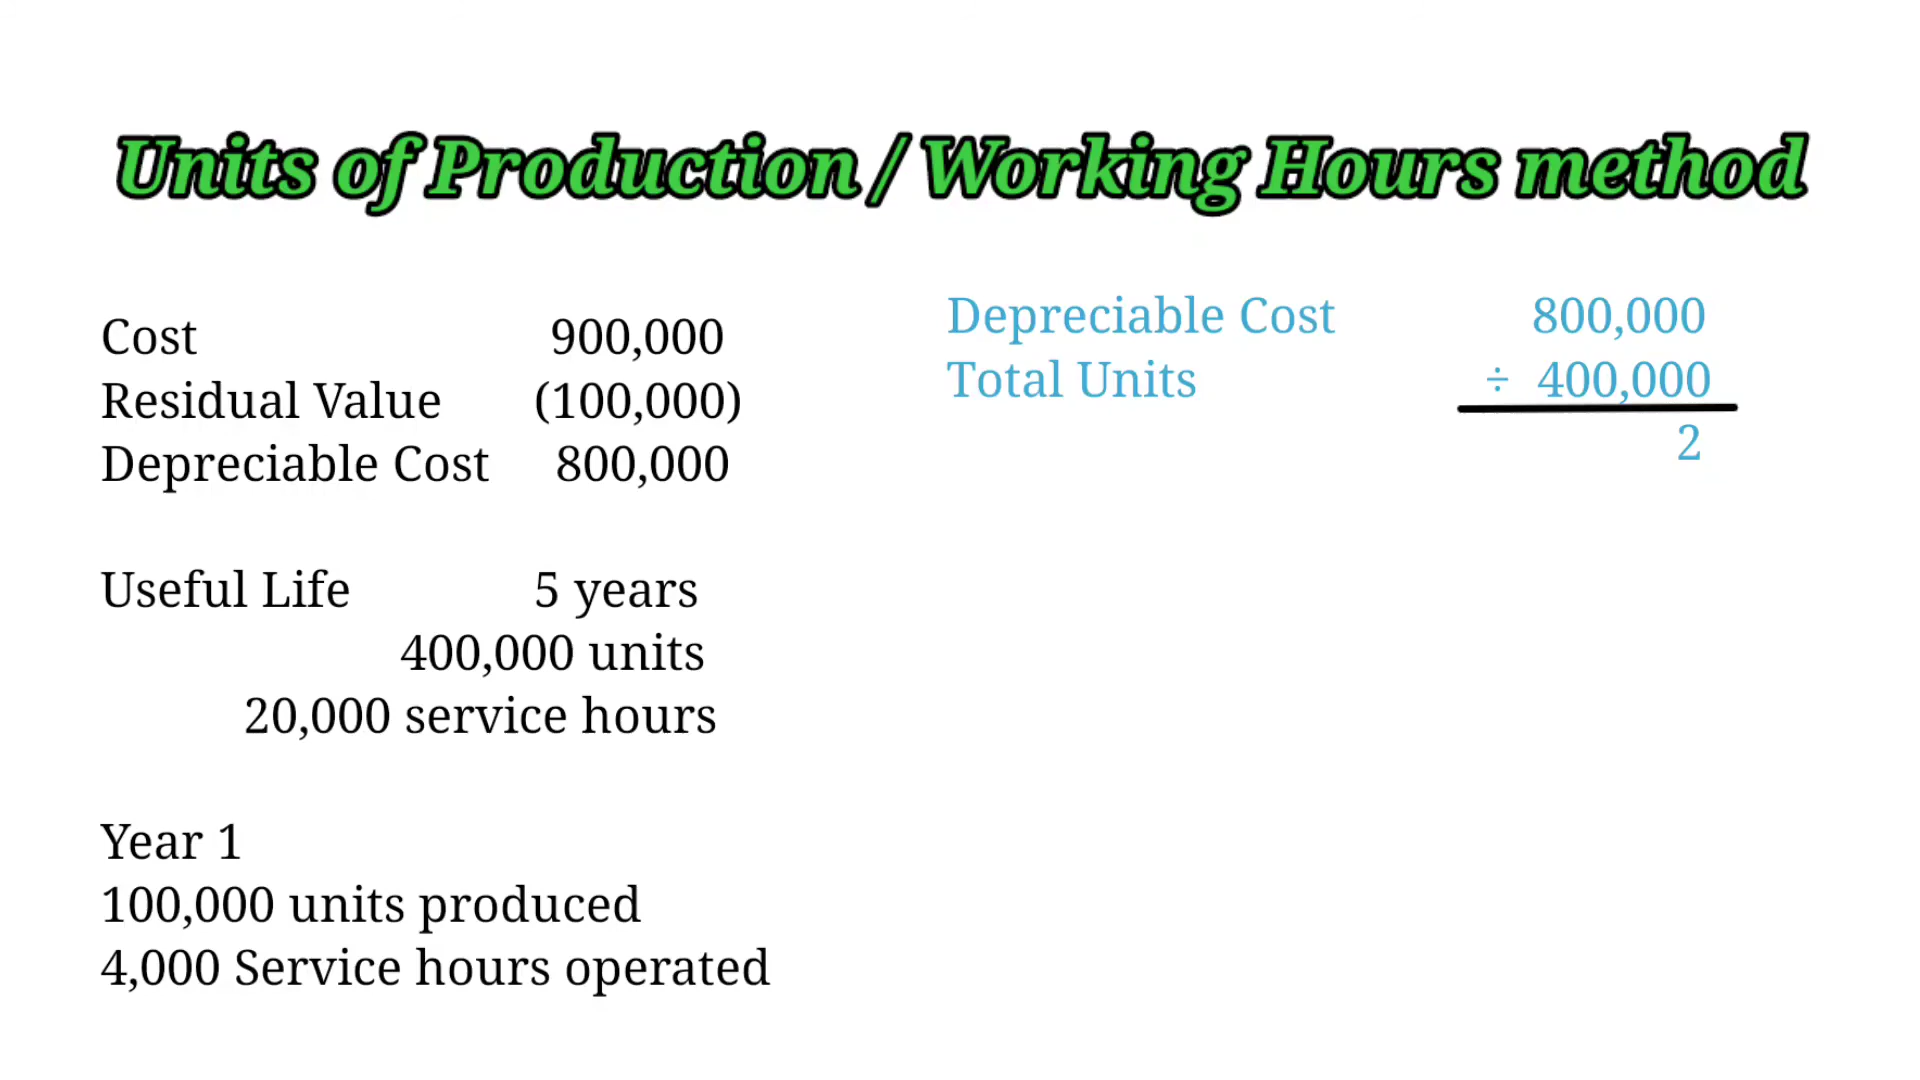 Units of Production / Working Hours method
Cost 900,000
Residual Value (100,000)
Depreciable Cost 800,000
Useful Life 5 years
400,000 units
20,000 service hours
Year 1
100,000 units produced
4,000 Service hours operated
Depreciable Cost 800,000
Total Units ÷ 400,000
2